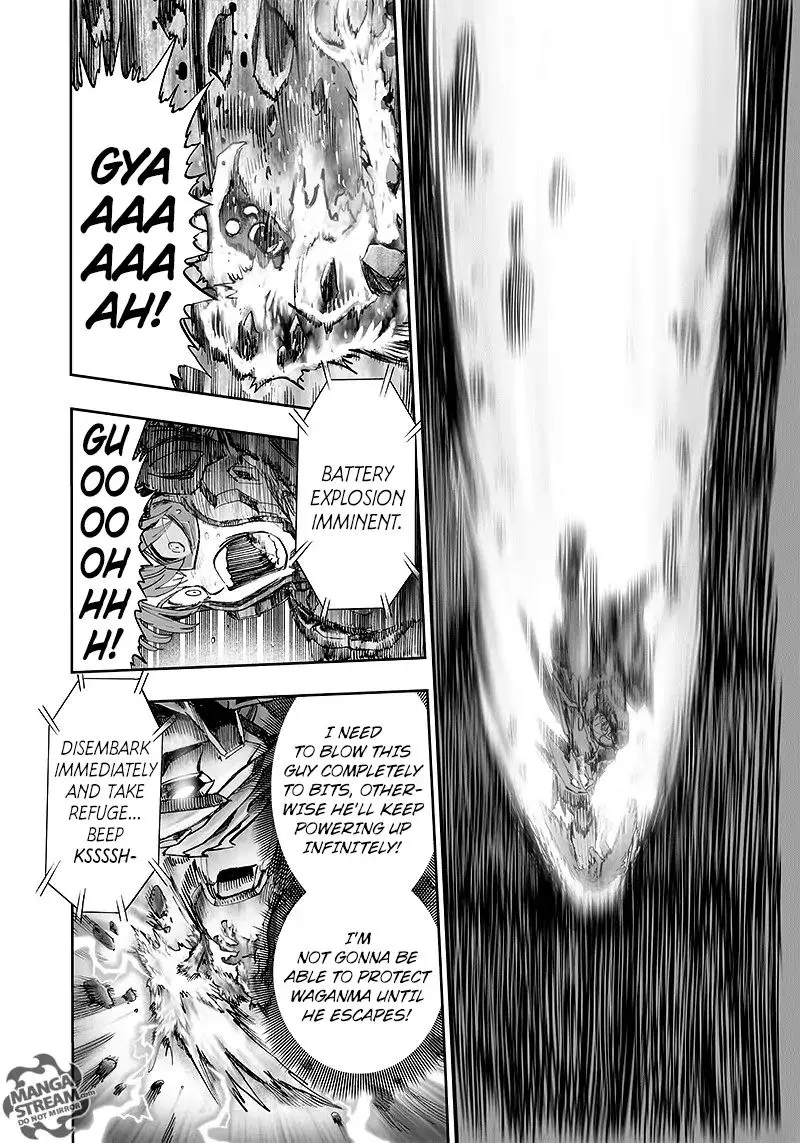 GYA
AAA
AAA
AH!
BATTERY
EXPLOSION
IMMINENT.
GU
OO
OO
OH
HH
H!
I NEED
TO BLOW THIS
GUY COMPLETELY
TO BITS, OTHER-
WISE HE'LL KEEP
POWERING UP
INFINITELY!
DISEMBARK
IMMEDIATELY
AND TAKE
REFUGE...
BEEP
KSSSSH-
I'M
NOT GONNA BE
ABLE TO PROTECT
WAGANMA UNTIL
HE ESCAPES!
MANGA
STREAM
.COM
DO NOT MIRROR